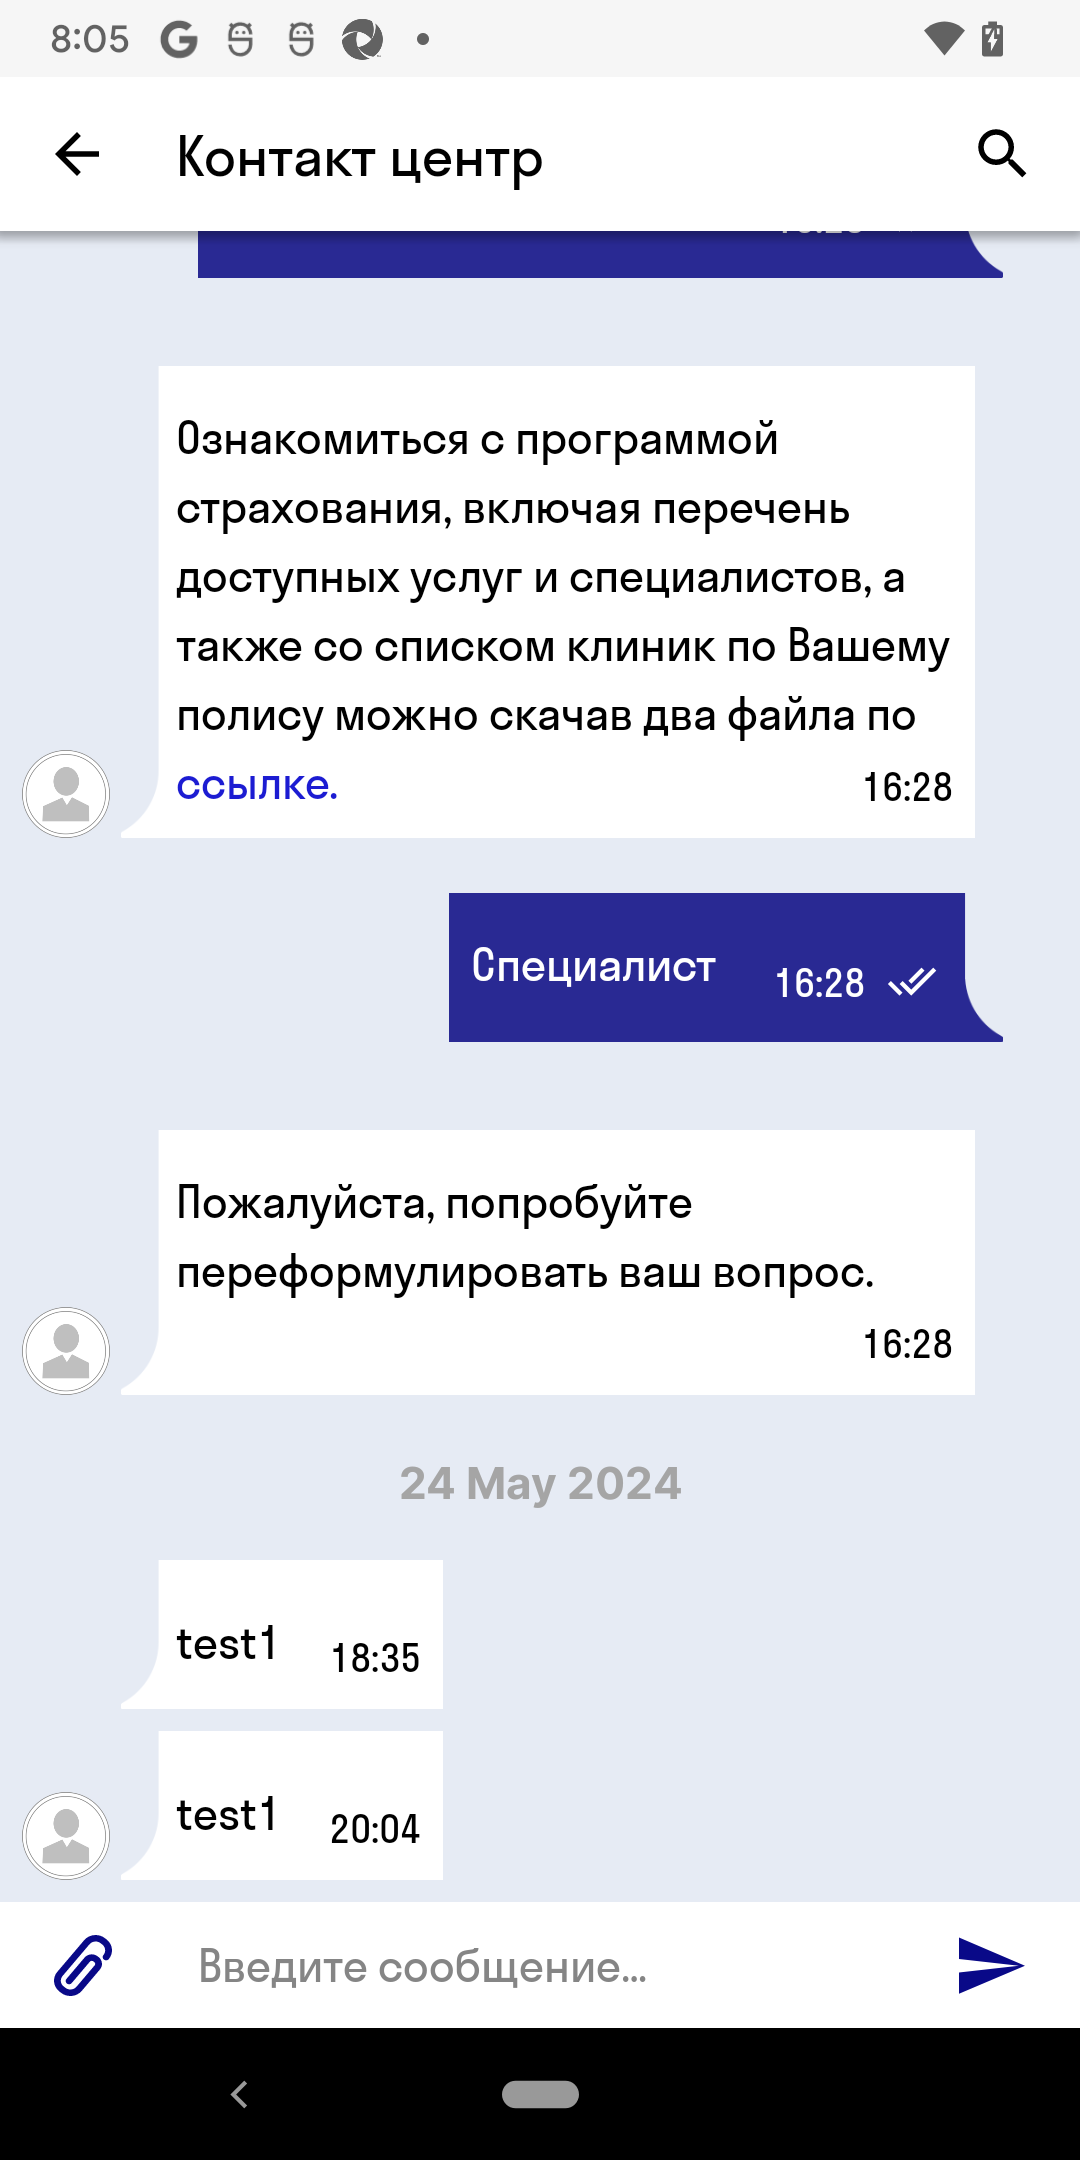 8:05
Контакт центр
Ознакомиться с программой
страхования, включая перечень
доступных услуг и специалистов, а
также со списком клиник по Вашему
полису можно скачав два файла по
ссылке. 16:28
Специалист 16:28
Пожалуйста, попробуйте
переформулировать ваш вопрос.
16:28
24 May 2024
test1 18:35
test1 20:04
Введите сообщение...